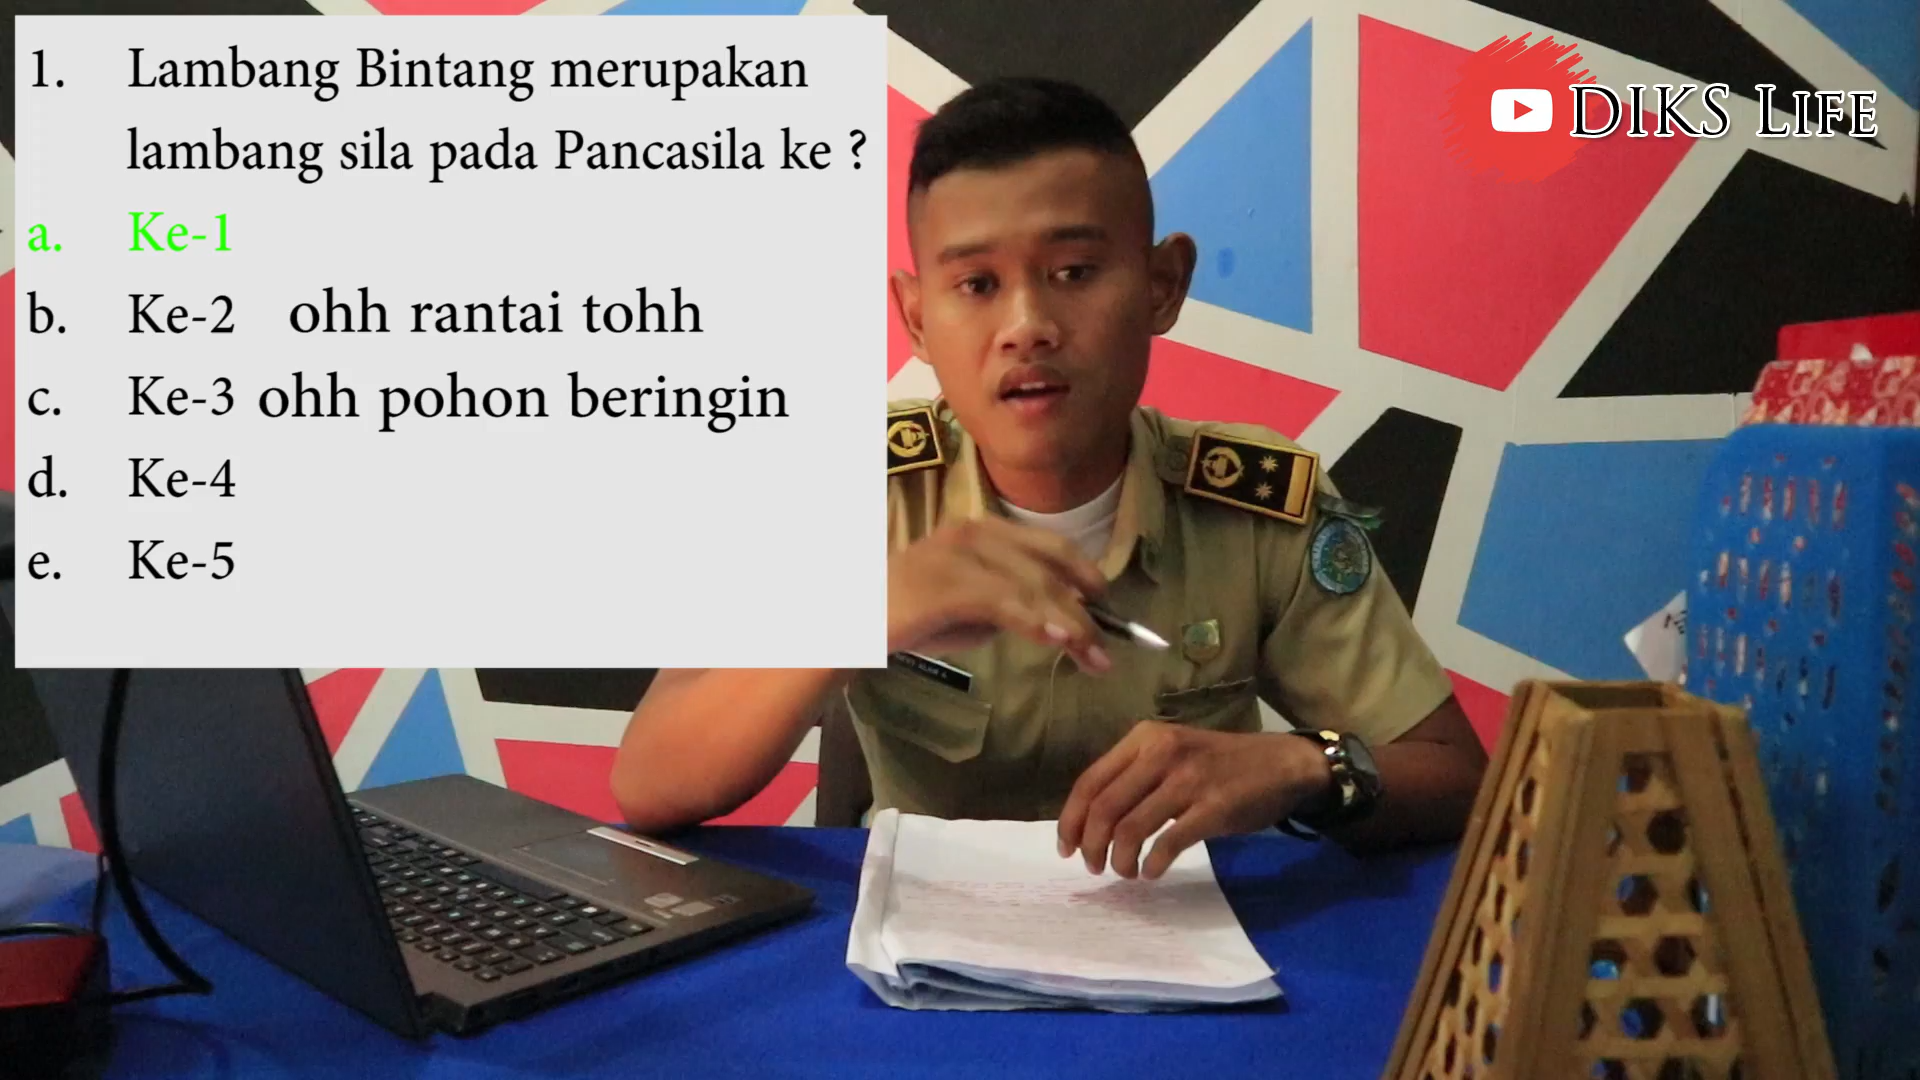 1. Lambang Bintang merupakan
lambang sila pada Pancasila ke ?
a. Ke-1
b. Ke-2 ohh rantai tohh
c. Ke-3 ohh pohon beringin
d. Ke-4
e. Ke-5
DIKS LIFE